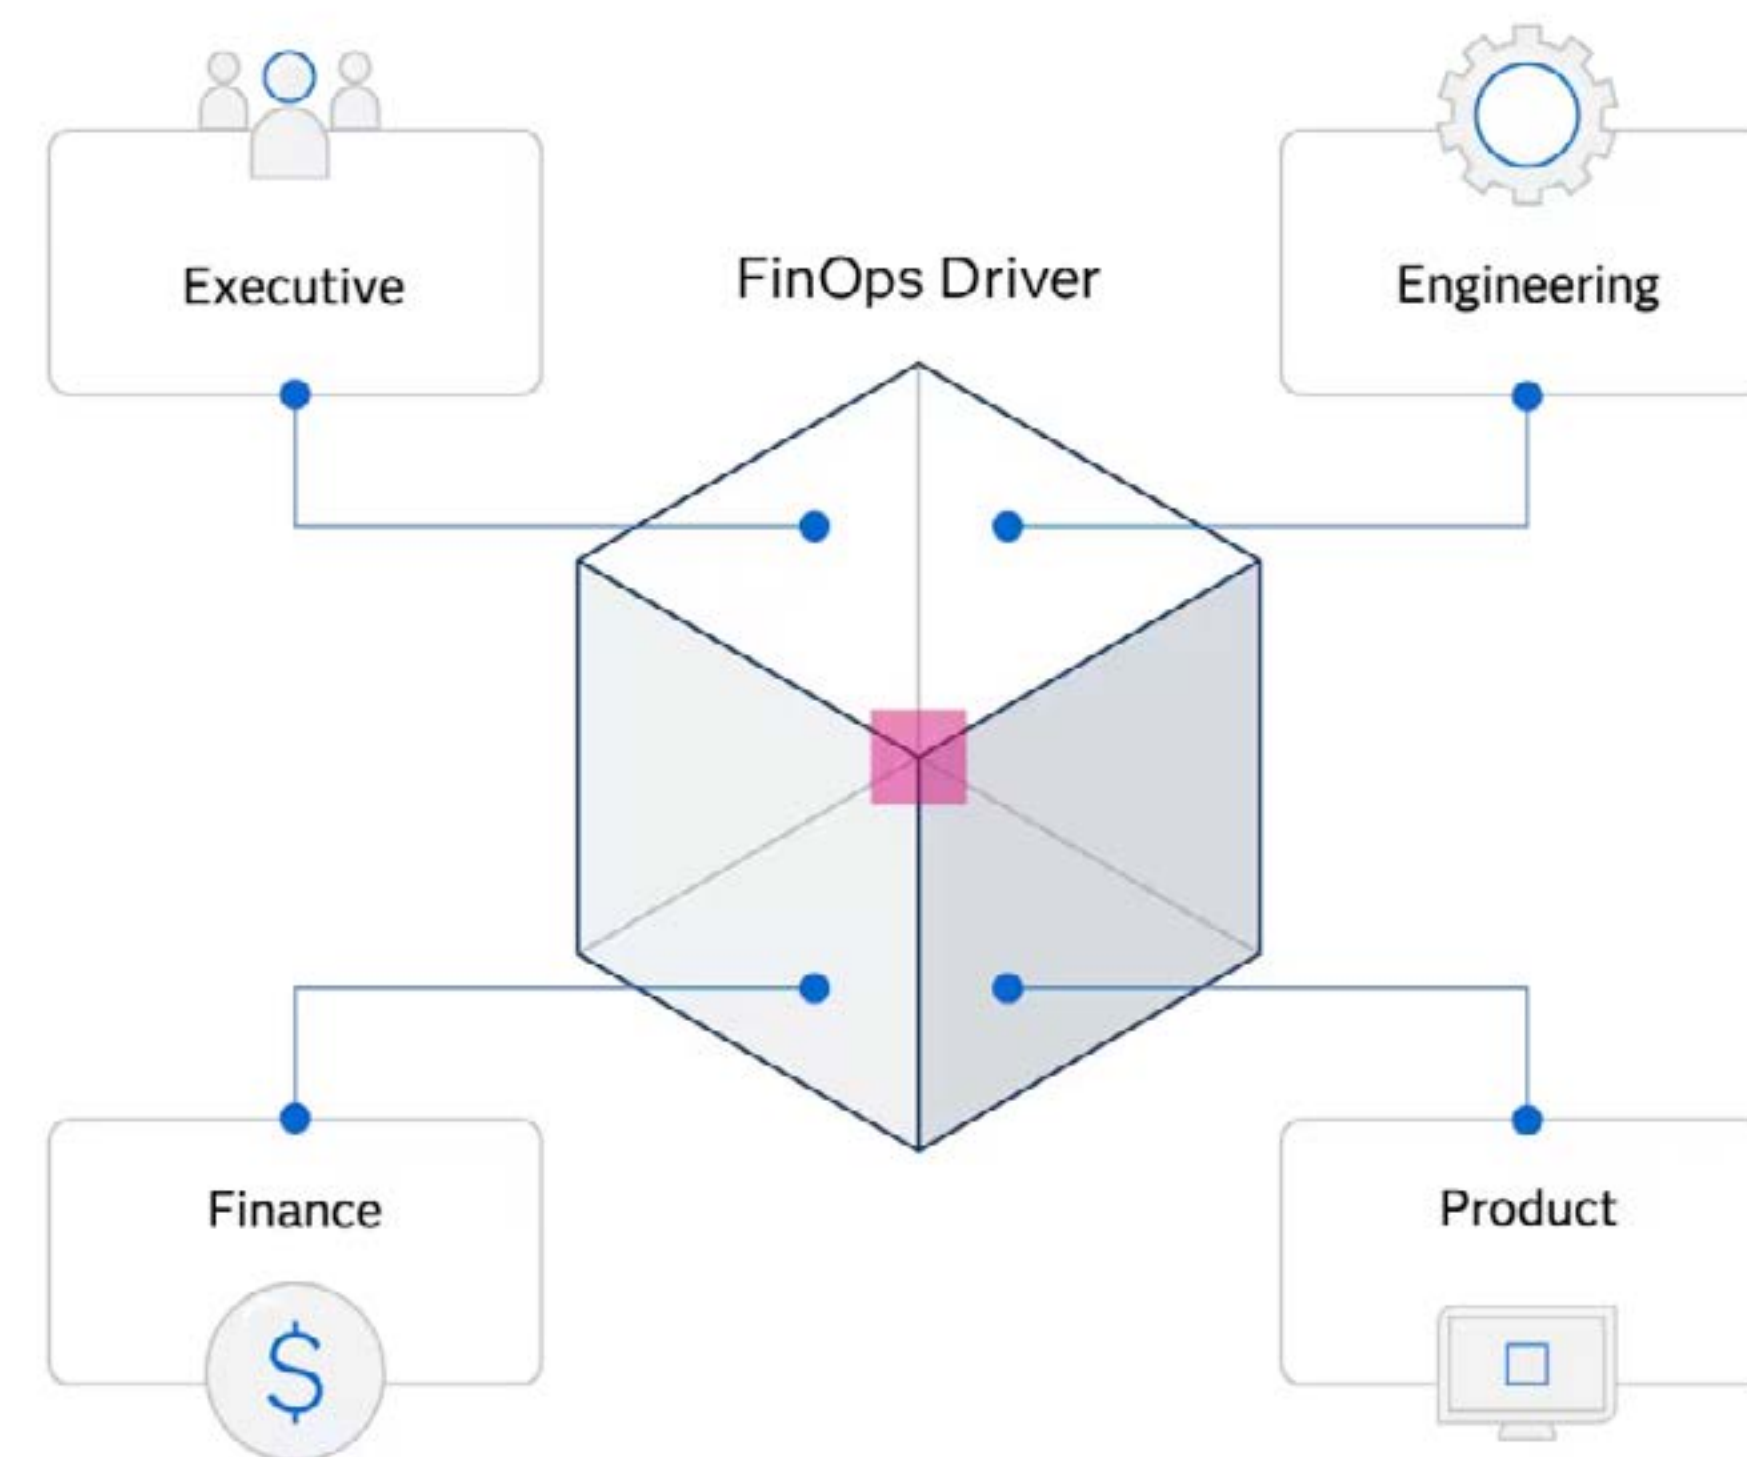 Executive
FinOps Driver
Engineering
Finance
$
Product